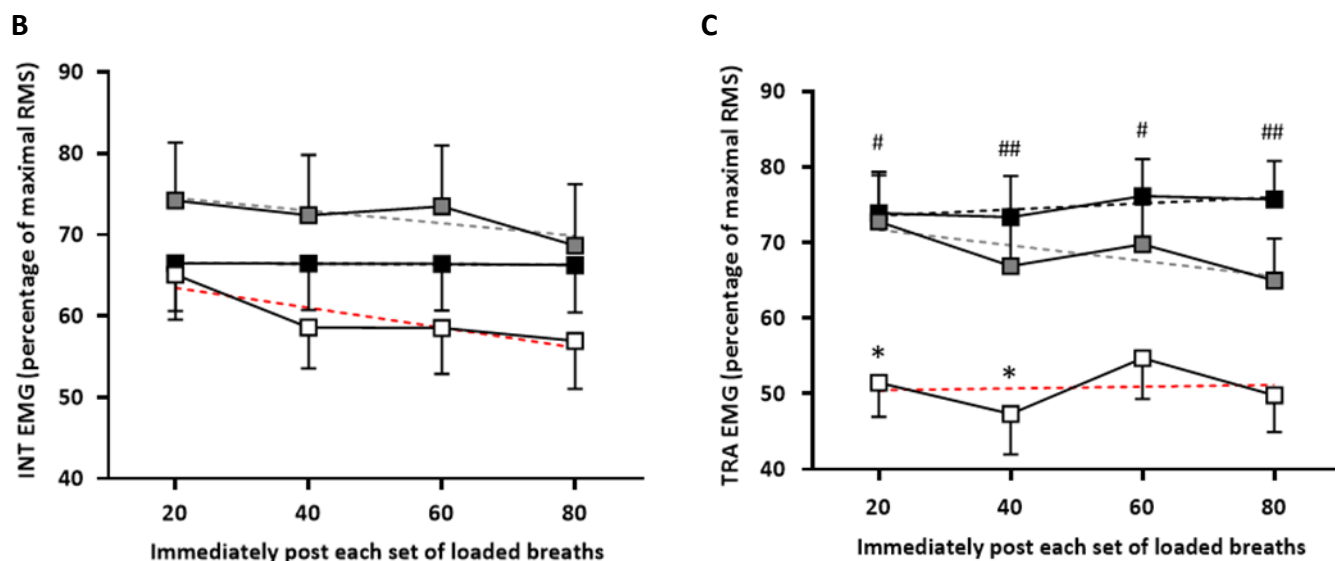 B
INT EMG (percentage of maximal RMS)
90
80
70
60
50
40
20 40 60 80
Immediately post each set of loaded breaths
C
TRA EMG (percentage of maximal RMS)
90
80
70
60
50
40
# ## # ##
* *
20 40 60 80
Immediately post each set of loaded breaths